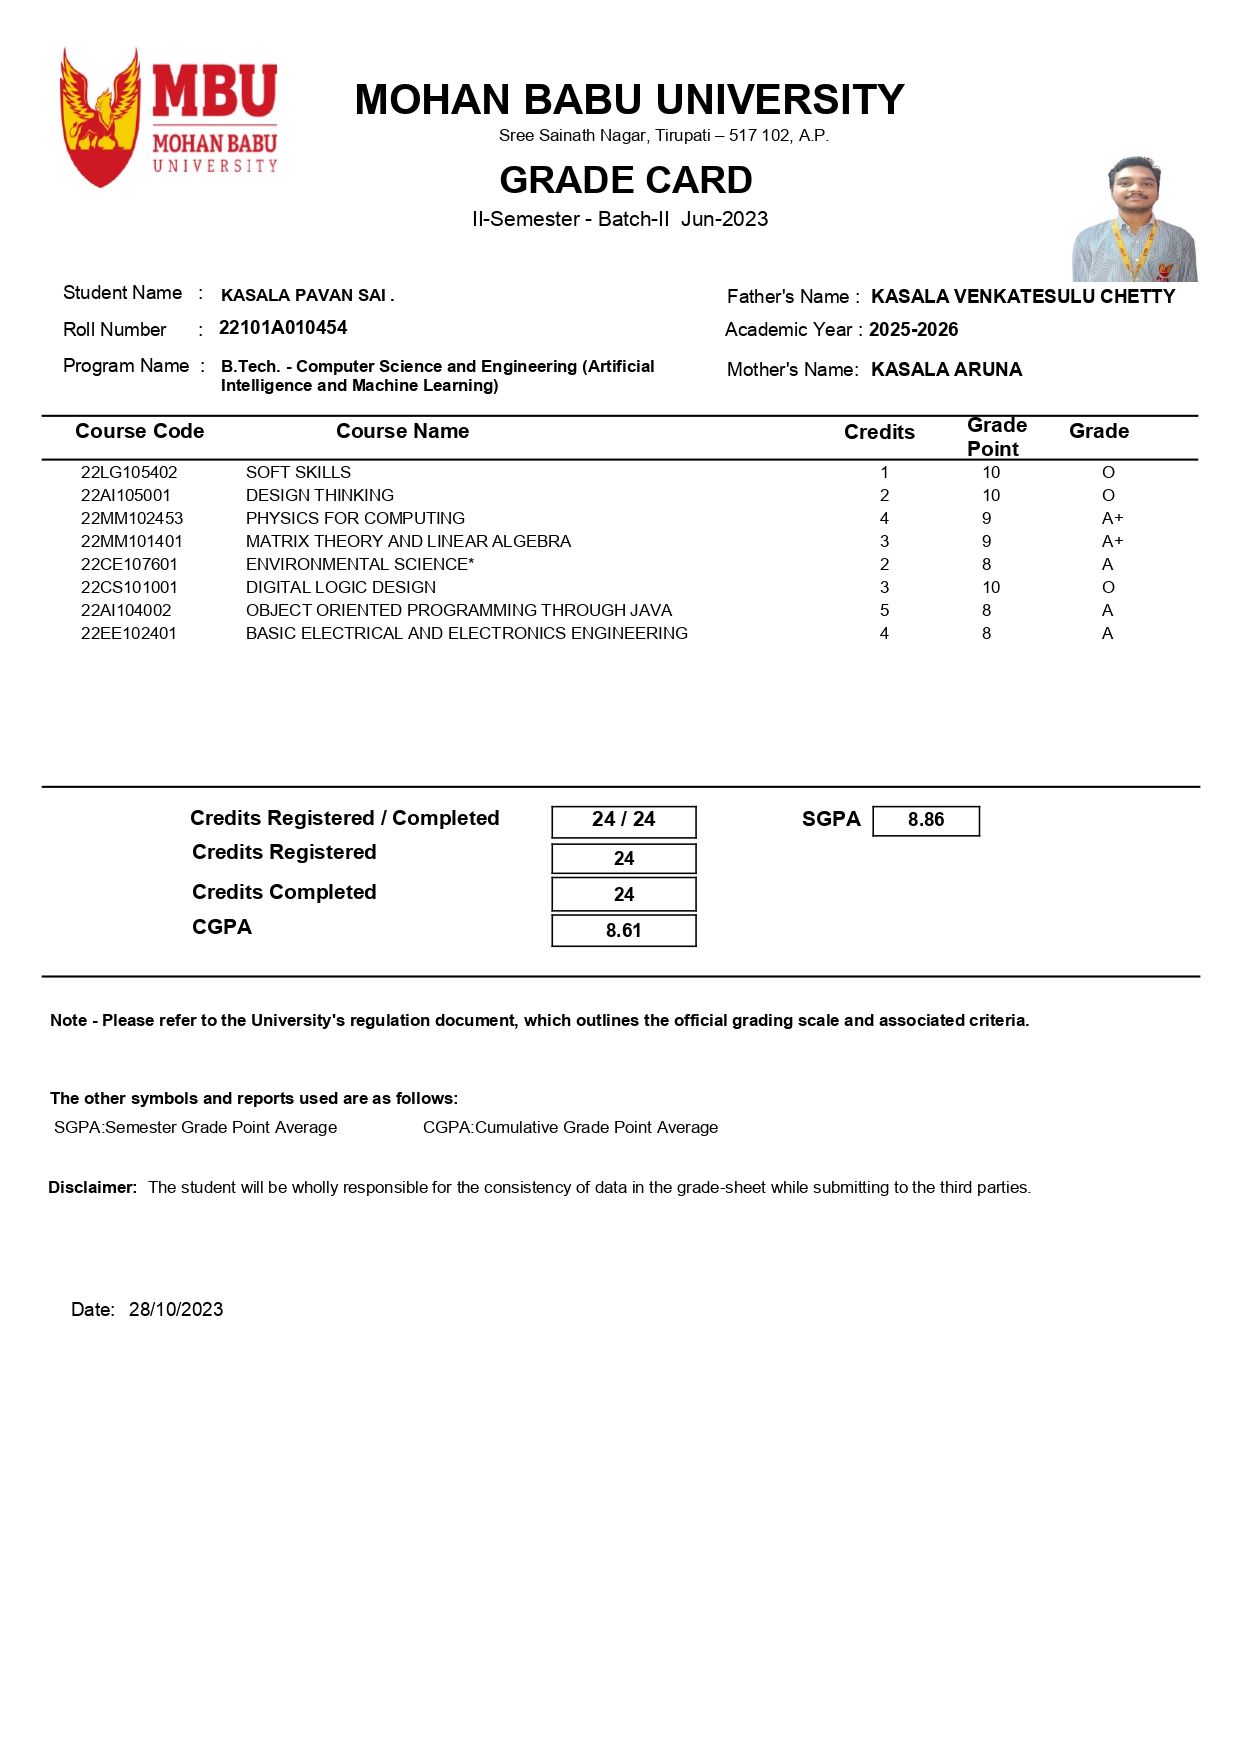 MBU
MOHAN BABU
UNIVERSITY
MOHAN BABU UNIVERSITY
Sree Sainath Nagar, Tirupati – 517 102, A.P.
GRADE CARD
II-Semester - Batch-II Jun-2023
Student Name : KASALA PAVAN SAI . Father's Name : KASALA VENKATESULU CHETTY
Roll Number : 22101A010454 Academic Year : 2025-2026
Program Name : B.Tech. - Computer Science and Engineering (Artificial Mother's Name: KASALA ARUNA
Intelligence and Machine Learning)
Course Code Course Name Credits Grade Point Grade
22LG105402 SOFT SKILLS 1 10 O
22AI105001 DESIGN THINKING 2 10 O
22MM102453 PHYSICS FOR COMPUTING 4 9 A+
22MM101401 MATRIX THEORY AND LINEAR ALGEBRA 3 9 A+
22CE107601 ENVIRONMENTAL SCIENCE* 2 8 A
22CS101001 DIGITAL LOGIC DESIGN 3 10 O
22AI104002 OBJECT ORIENTED PROGRAMMING THROUGH JAVA 5 8 A
22EE102401 BASIC ELECTRICAL AND ELECTRONICS ENGINEERING 4 8 A
Credits Registered / Completed 24 / 24 SGPA 8.86
Credits Registered 24
Credits Completed 24
CGPA 8.61
Note - Please refer to the University's regulation document, which outlines the official grading scale and associated criteria.
The other symbols and reports used are as follows:
SGPA:Semester Grade Point Average CGPA:Cumulative Grade Point Average
Disclaimer: The student will be wholly responsible for the consistency of data in the grade-sheet while submitting to the third parties.
Date: 28/10/2023